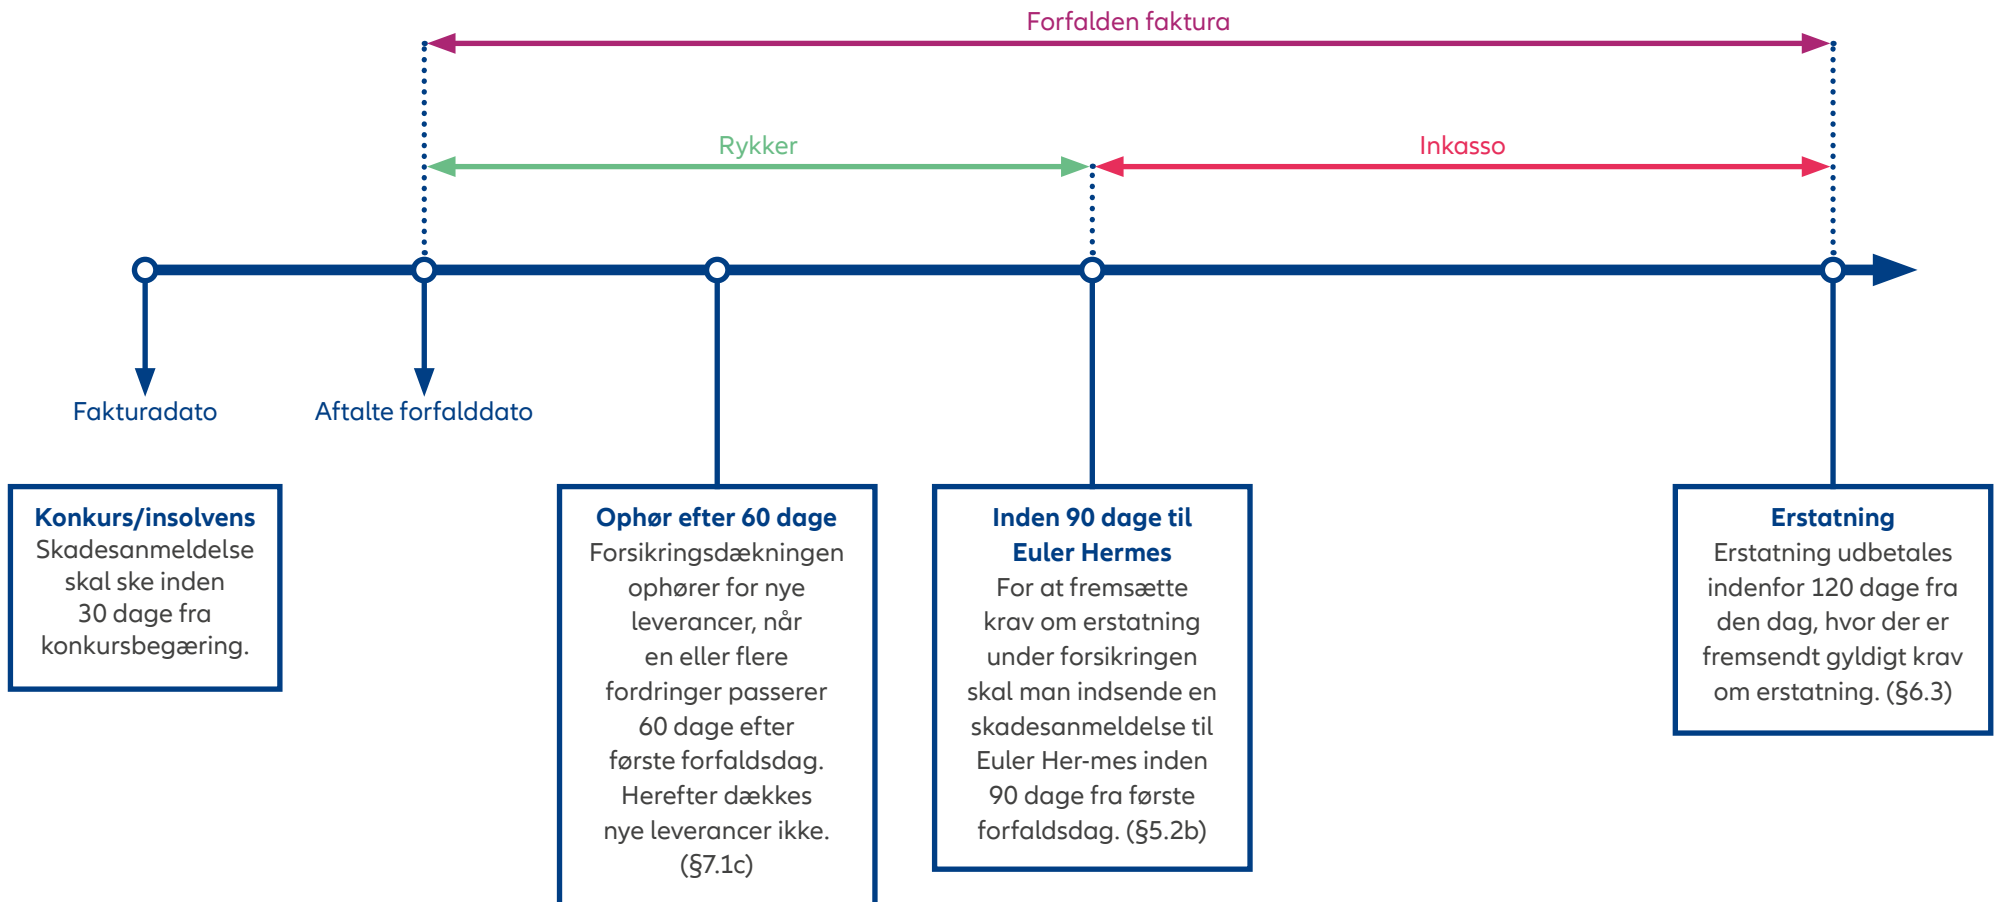 Forfalden faktura
Rykker
Inkasso
Fakturadato
Aftalte forfalddato
Konkurs/insolvens
Skadesanmeldelse
skal ske inden
30 dage fra
konkursbegæring.
Ophør efter 60 dage
Forsikringsdækningen
ophører for nye
leverancer, når
en eller flere
fordringer passerer
60 dage efter
første forfaldsdag.
Herefter dækkes
nye leverancer ikke.
(§7.1c)
Inden 90 dage til
Euler Hermes
For at fremsætte
krav om erstatning
under forsikringen
skal man indsende en
skadesanmeldelse til
Euler Her-mes inden
90 dage fra første
forfaldsdag. (§5.2b)
Erstatning
Erstatning udbetales
indenfor 120 dage fra
den dag, hvor der er
fremsendt gyldigt krav
om erstatning. (§6.3)